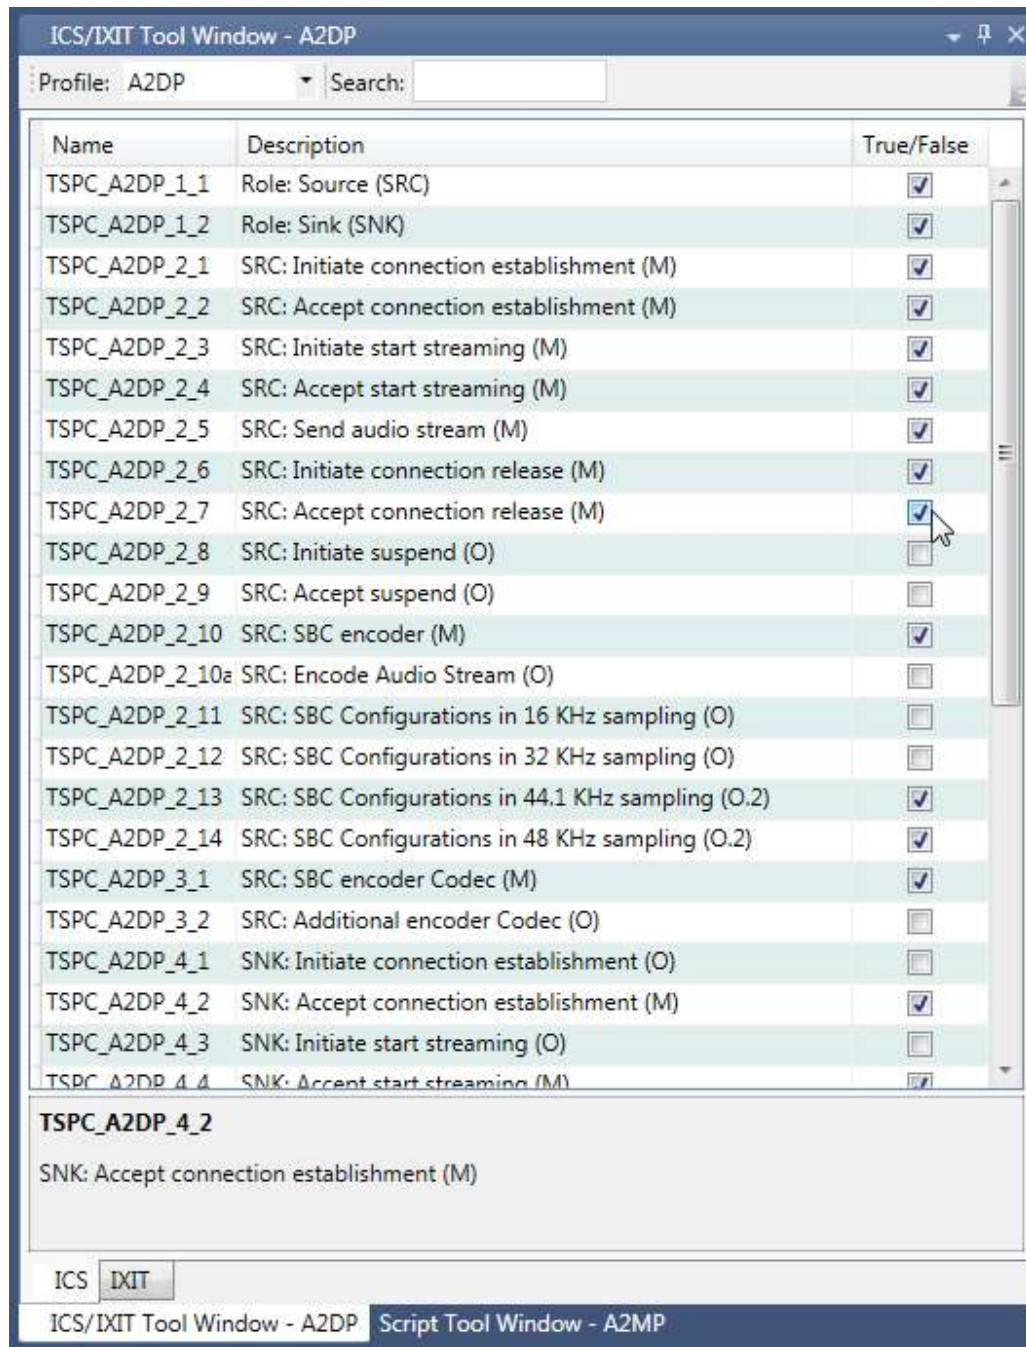 ICS/IXIT Tool Window - A2DP
Profile: A2DP Search:
Name Description True/False
TSPC_A2DP_1_1 Role: Source (SRC)
TSPC_A2DP_1_2 Role: Sink (SNK)
TSPC_A2DP_2_1 SRC: Initiate connection establishment (M)
TSPC_A2DP_2_2 SRC: Accept connection establishment (M)
TSPC_A2DP_2_3 SRC: Initiate start streaming (M)
TSPC_A2DP_2_4 SRC: Accept start streaming (M)
TSPC_A2DP_2_5 SRC: Send audio stream (M)
TSPC_A2DP_2_6 SRC: Initiate connection release (M)
TSPC_A2DP_2_7 SRC: Accept connection release (M)
TSPC_A2DP_2_8 SRC: Initiate suspend (O)
TSPC_A2DP_2_9 SRC: Accept suspend (O)
TSPC_A2DP_2_10 SRC: SBC encoder (M)
TSPC_A2DP_2_10a SRC: Encode Audio Stream (O)
TSPC_A2DP_2_11 SRC: SBC Configurations in 16 KHz sampling (O)
TSPC_A2DP_2_12 SRC: SBC Configurations in 32 KHz sampling (O)
TSPC_A2DP_2_13 SRC: SBC Configurations in 44.1 KHz sampling (O.2)
TSPC_A2DP_2_14 SRC: SBC Configurations in 48 KHz sampling (O.2)
TSPC_A2DP_3_1 SRC: SBC encoder Codec (M)
TSPC_A2DP_3_2 SRC: Additional encoder Codec (O)
TSPC_A2DP_4_1 SNK: Initiate connection establishment (O)
TSPC_A2DP_4_2 SNK: Accept connection establishment (M)
TSPC_A2DP_4_3 SNK: Initiate start streaming (O)
TSPC_A2DP_4_4 SNK: Accept start streaming (M)
TSPC_A2DP_4_2
SNK: Accept connection establishment (M)
ICS IXIT
ICS/IXIT Tool Window - A2DP Script Tool Window - A2MP